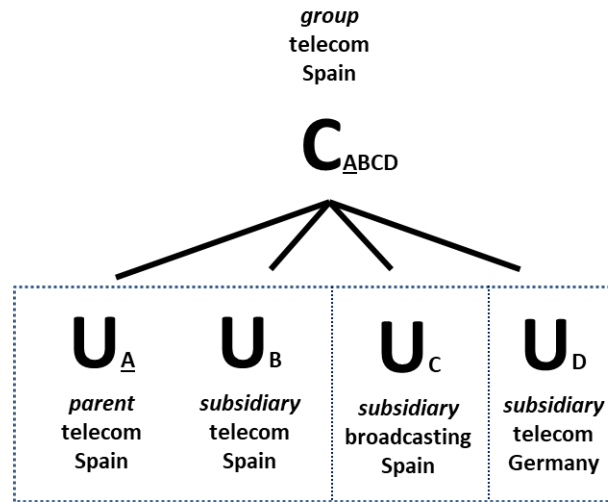 group
telecom
Spain
CABCD
UA
UB
UC
UD
parent
telecom
Spain
subsidiary
telecom
Spain
subsidiary
broadcasting
Spain
subsidiary
telecom
Germany